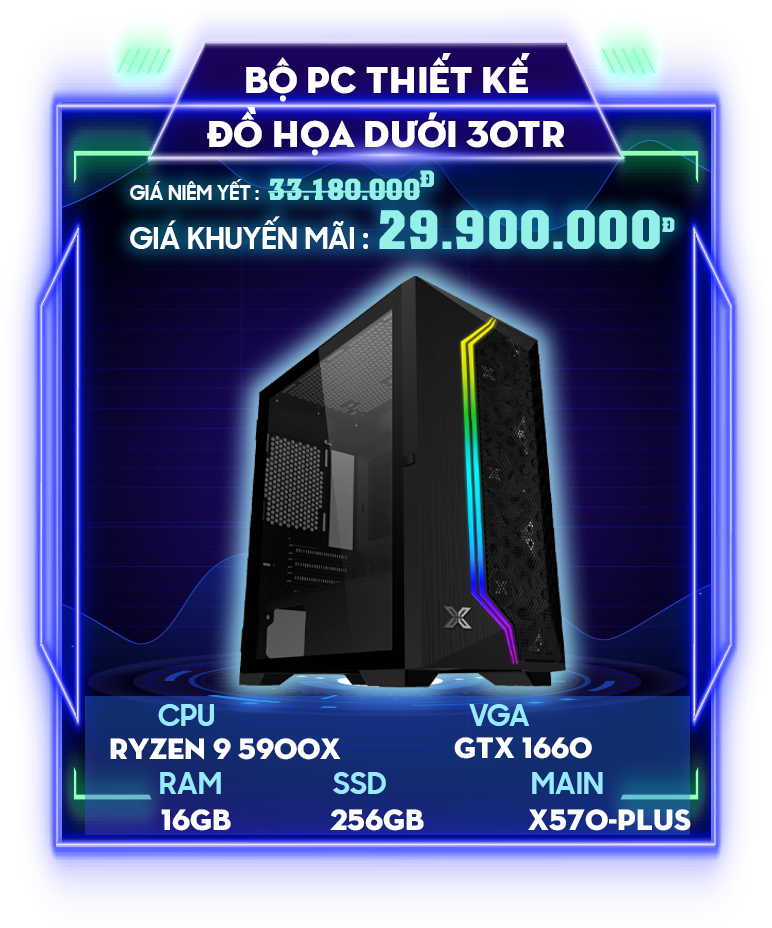 BỘ PC THIẾT KẾ
ĐỒ HỌA DƯỚI 30TR
GIÁ NIÊM YẾT : 33.180.000Đ
GIÁ KHUYẾN MÃI : 29.900.000Đ
CPU VGA
RYZEN 9 5900X GTX 1660
RAM SSD MAIN
16GB 256GB X570-PLUS